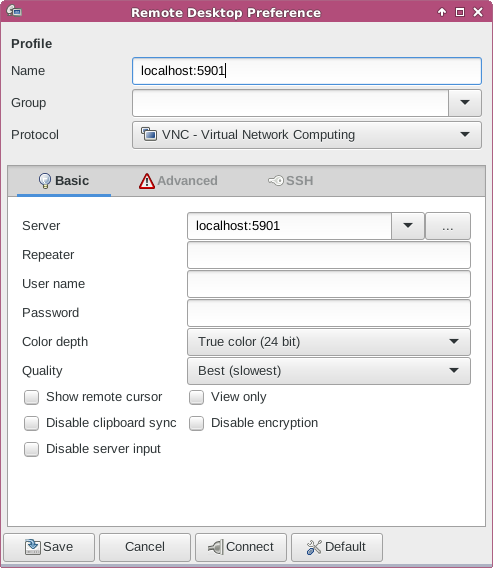 Remote Desktop Preference
Profile
Name localhost:5901
Group
Protocol VNC - Virtual Network Computing
Basic Advanced SSH
Server localhost:5901 ...
Repeater
User name
Password
Color depth True color (24 bit)
Quality Best (slowest)
Show remote cursor View only
Disable clipboard sync Disable encryption
Disable server input
Save Cancel Connect Default